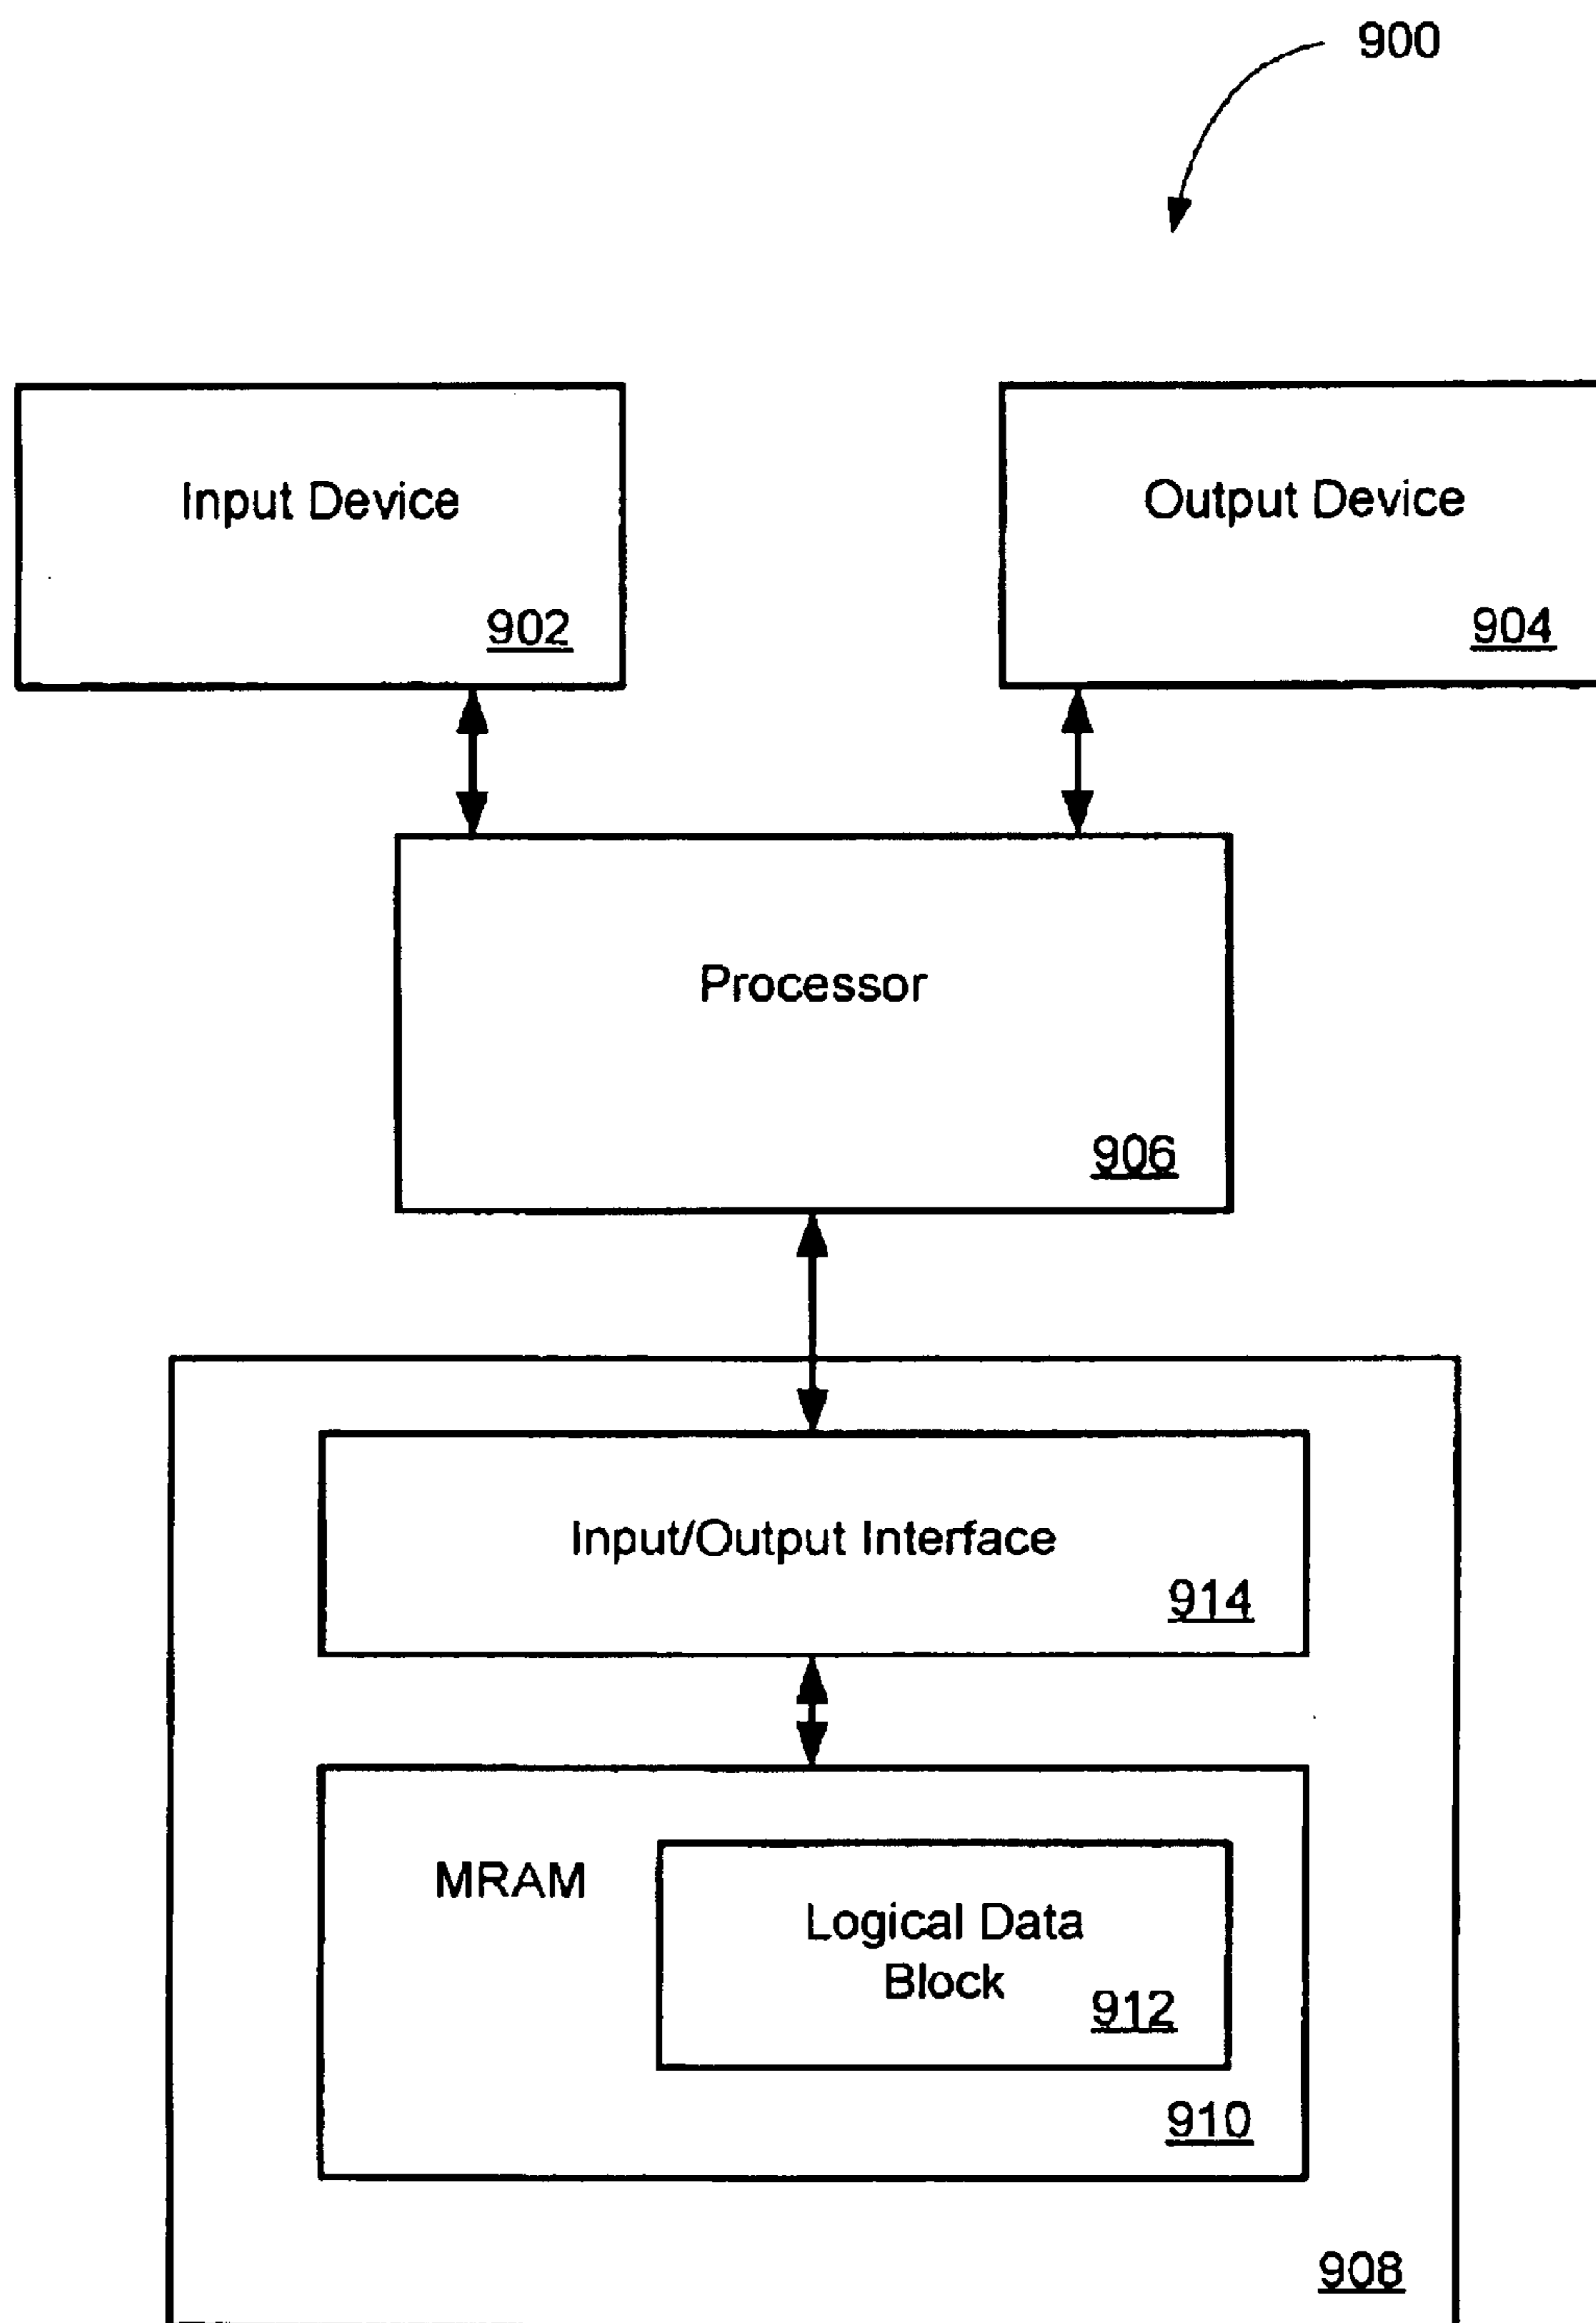 900
Input Device
902
Output Device
904
Processor
906
Input/Output Interface
914
MRAM
Logical Data
Block
912
910
908